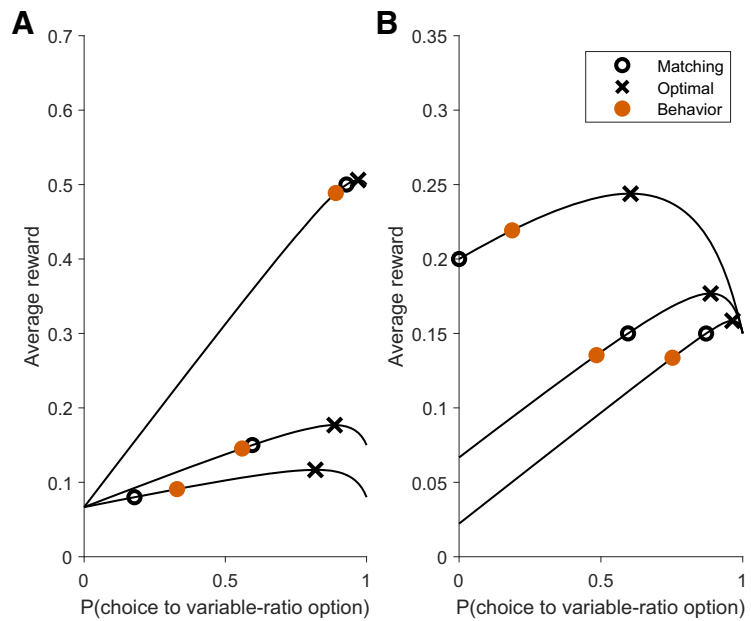 A
B
0.7
0.6
0.5
0.4
0.3
0.2
0.1
0
Average reward
0
0.5
1
P(choice to variable-ratio option)
0.35
0.3
0.25
0.2
0.15
0.1
0.05
0
Average reward
0
0.5
1
P(choice to variable-ratio option)
Matching
Optimal
Behavior